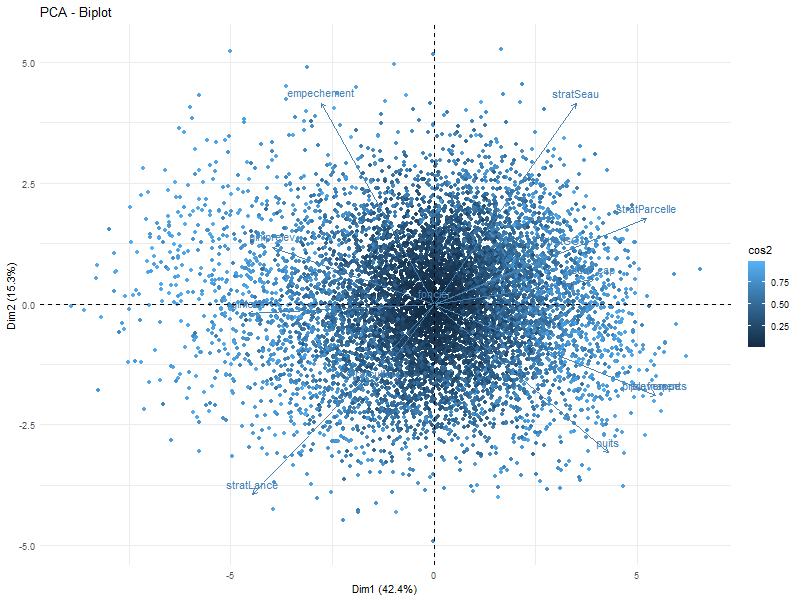 PCA - Biplot
5.0
2.5
0.0
-2.5
-5.0
Dim2 (15.3%)
empechement
stratSeau
stratParcelle
puits
stratLance
-5
0
5
Dim1 (42.4%)
cos2
0.75
0.50
0.25